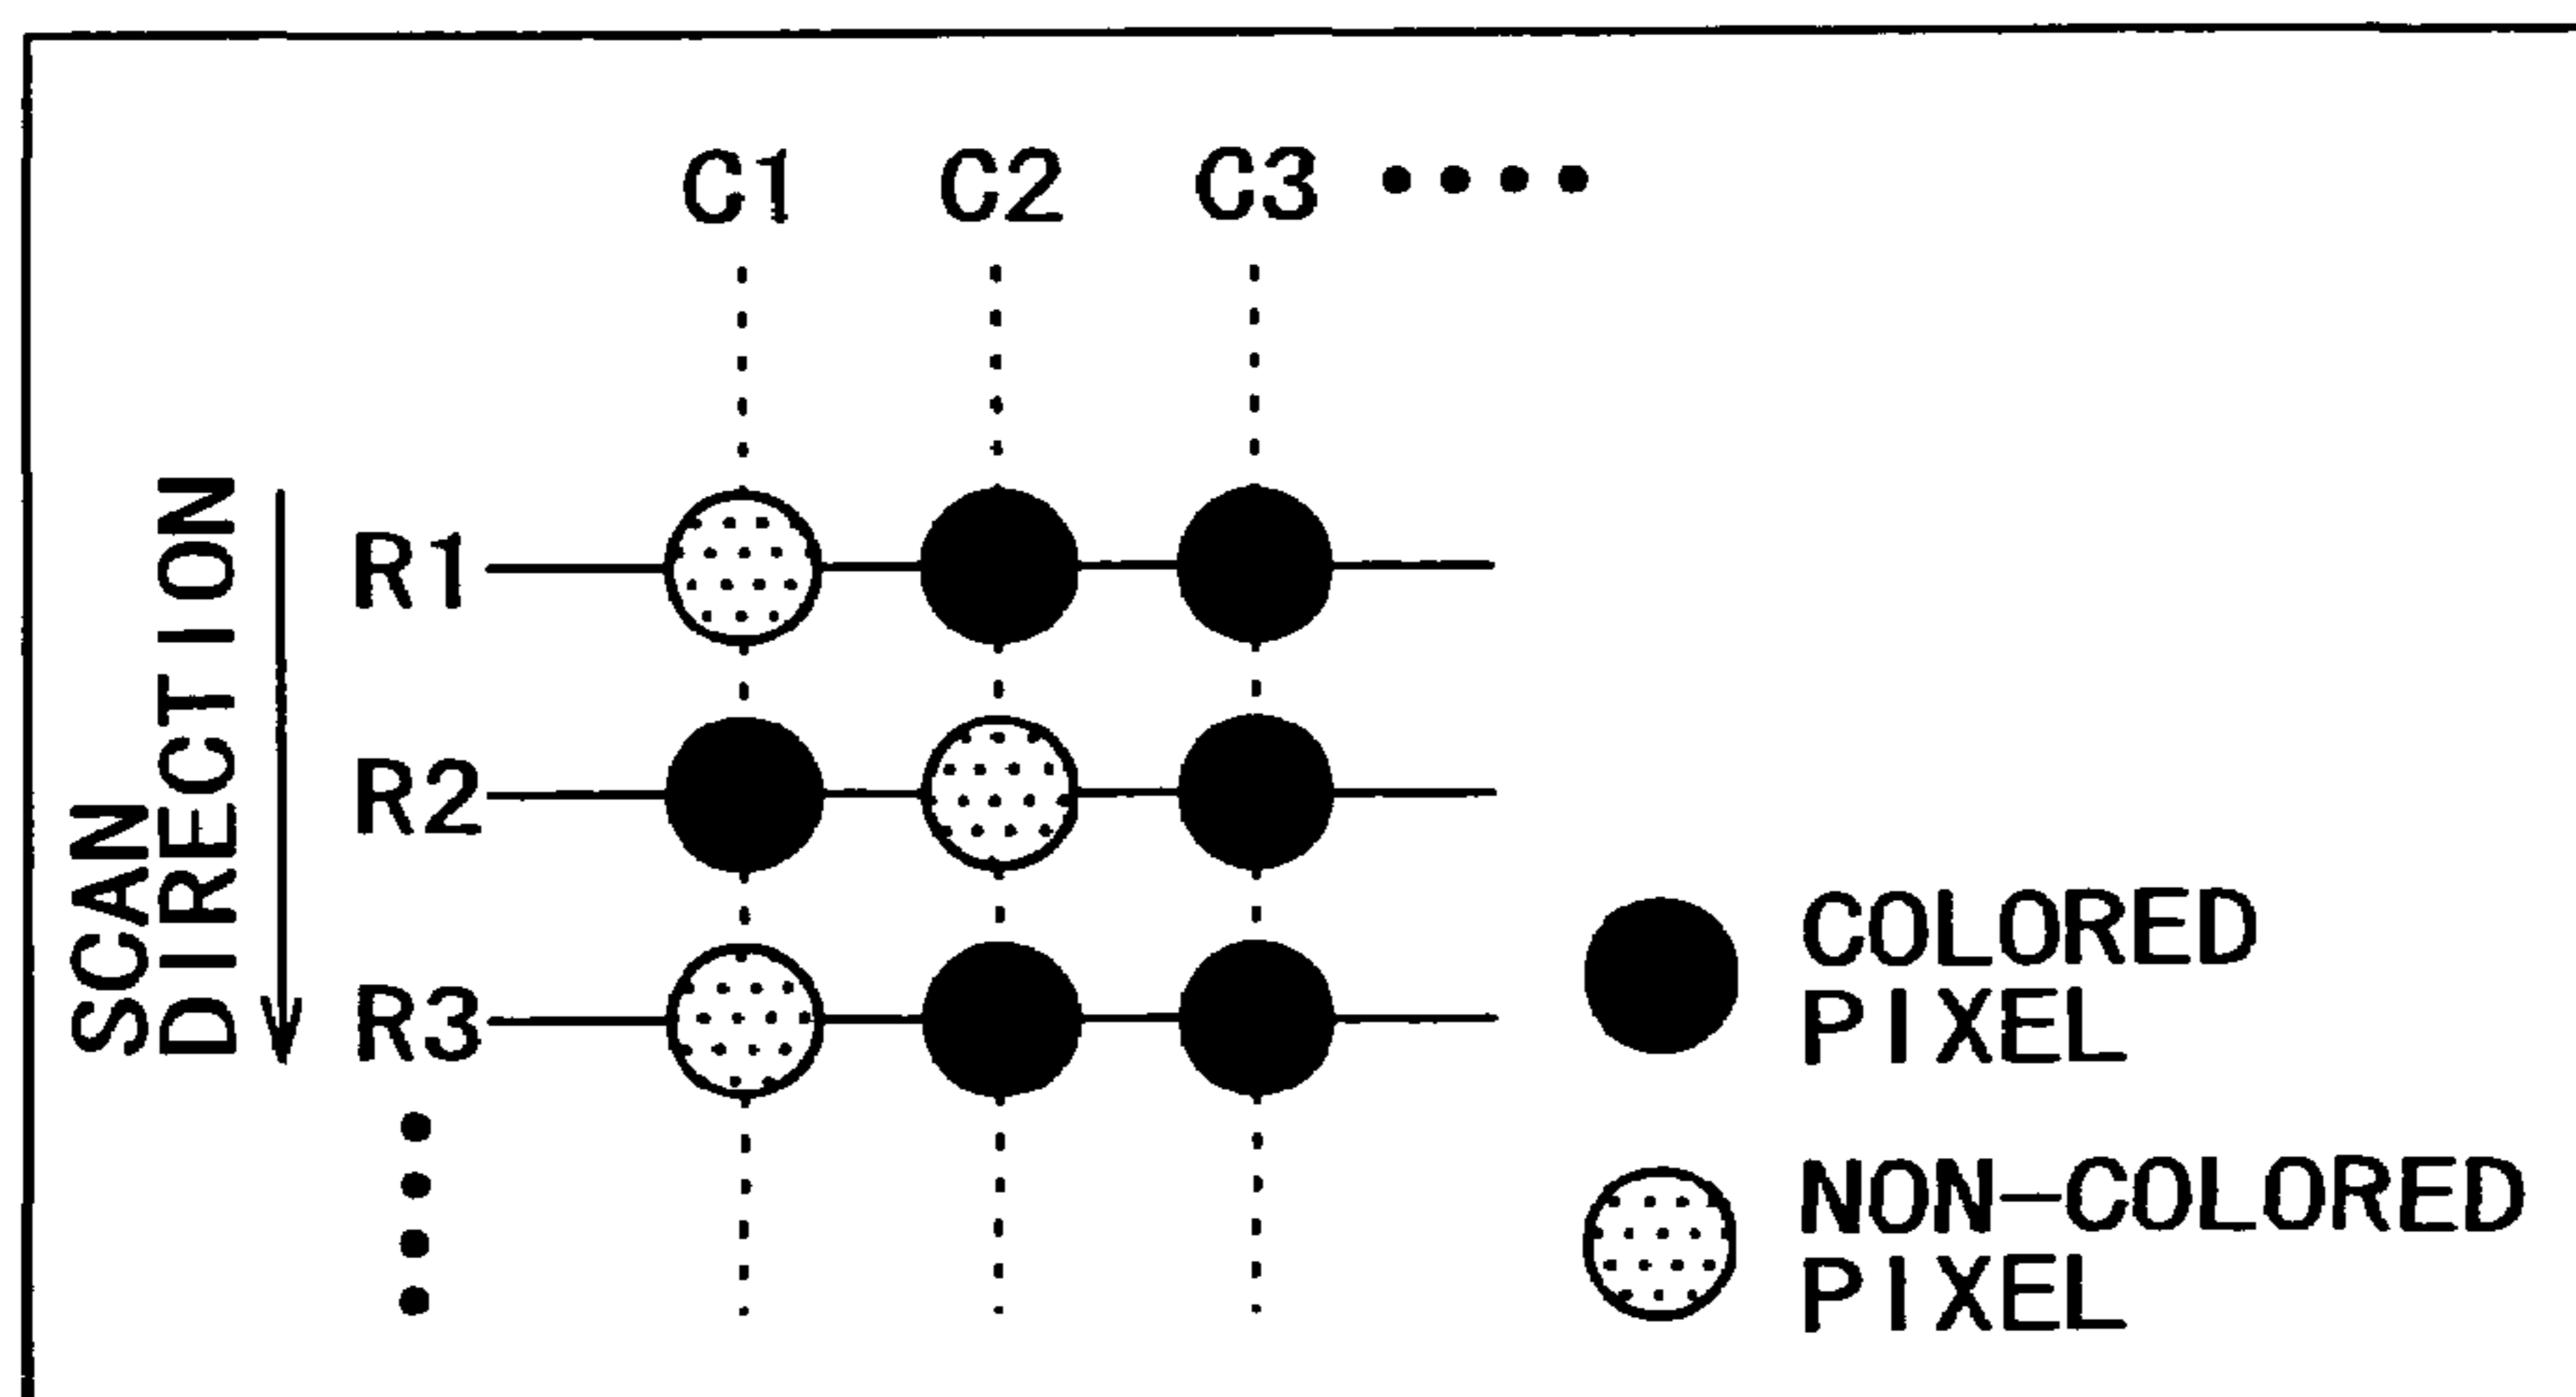 C1 C2 C3 ••••
SCAN
DIRECTION
R1
R2
R3
COLORED
PIXEL
NON-COLORED
PIXEL